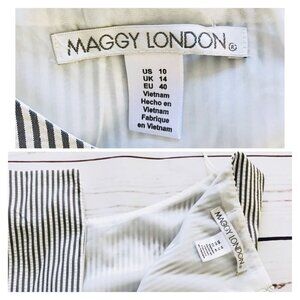 MAGGY LONDON®
US 10
UK 14
EU 40
Vietnam
Hecho en
Vietnam
Fabrique
en Vietnam
MAGGY LONDON